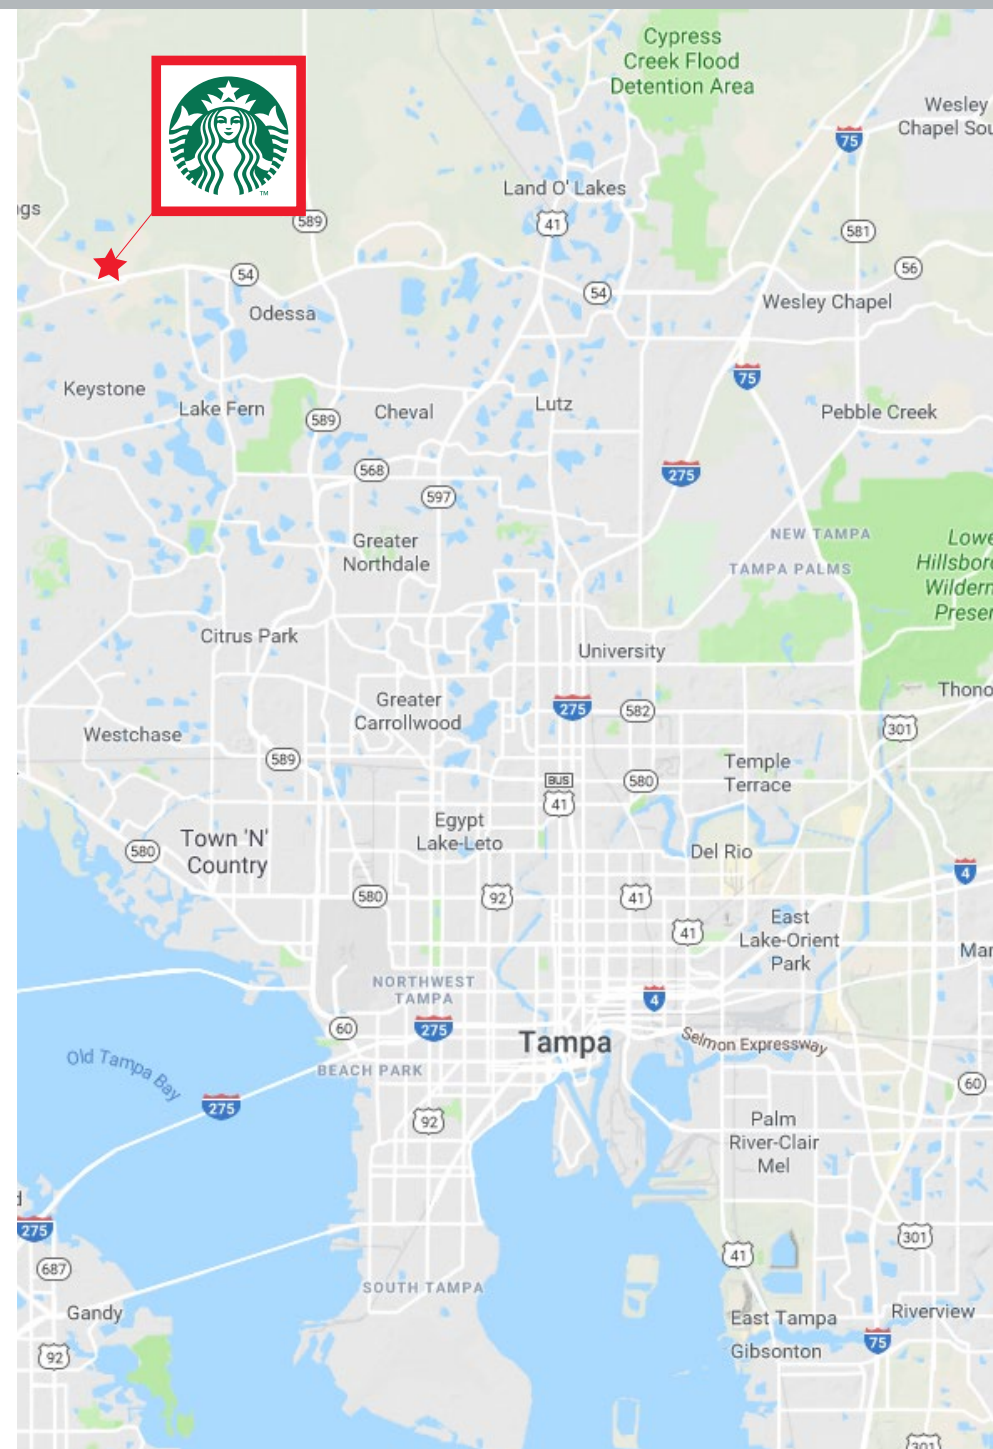 Cypress
Creek Flood
Detention Area
Wesley
Chapel Sou
75
TM
Land O' Lakes
gs
589
41
581
54
56
54
Wesley Chapel
Odessa
75
Keystone
Lake Fern
589
Cheval
Lutz
Pebble Creek
568
275
597
NEW TAMPA
Greater
Northdale
Lowe
Hillsboro
Wildern
Preser
TAMPA PALMS
Citrus Park
University
Thono
Greater
Carrollwood
275
582
301
Westchase
589
Temple
Terrace
BUS
41
580
Egypt
Lake-Leto
Town 'N'
Country
580
Del Rio
4
580
92
41
East
Lake-Orient
Park
41
Mar
NORTHWEST
TAMPA
4
60
275
Tampa
Selmon Expressway
Old Tampa Bay
BEACH PARK
60
275
92
Palm
River-Clair
Mel
d
275
301
41
687
SOUTH TAMPA
Gandy
East Tampa
Riverview
75
Gibsonton
92
301